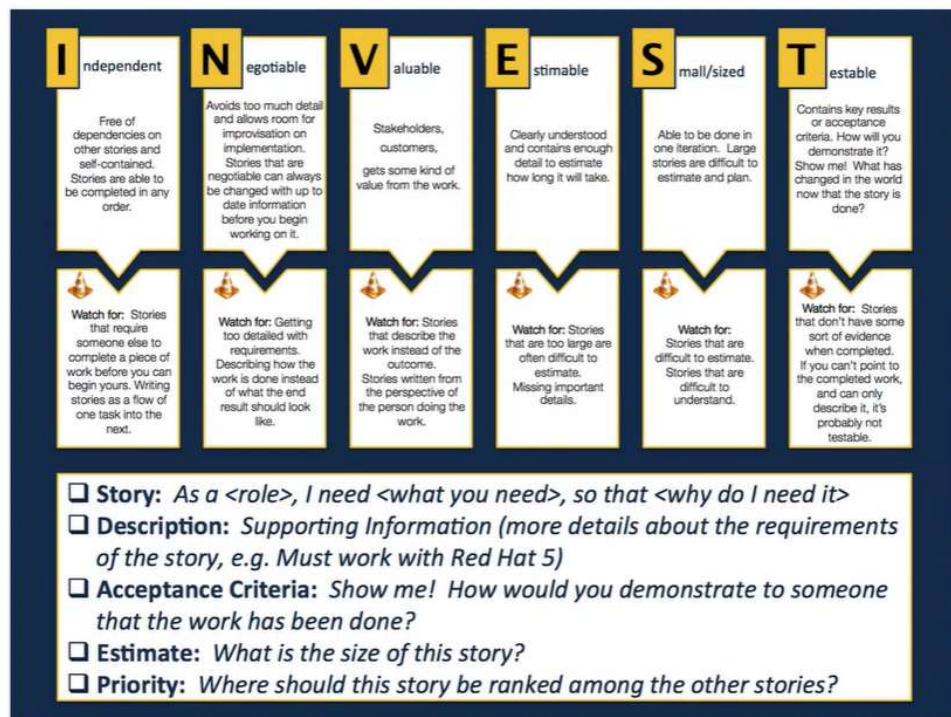 Independent
Free of
dependencies on
other stories and
self-contained.
Stories are able to
be completed in any
order.
Negotiable
Avoids too much detail
and allows room for
improvisation on
implementation.
Stories that are
negotiable can always
be changed with up to
date information
before you begin
working on it.
Valuable
Stakeholders,
customers,
gets some kind of
value from the work.
Estimable
Clearly understood
and contains enough
detail to estimate
how long it will take.
Small/sized
Able to be done in
one iteration. Large
stories are difficult to
estimate and plan.
Testable
Contains key results
or acceptance
criteria. How will you
demonstrate it?
Show me! What has
changed in the world
now that the story is
done?
Watch for: Stories
that require
someone else to
complete a piece of
work before you can
begin yours. Writing
stories as a flow of
one task into the
next.
Watch for: Getting
too detailed with
requirements.
Describing how the
work is done instead
of what the end
result should look
like.
Watch for: Stories
that describe the
work instead of the
outcome.
Stories written from
the perspective of
the person doing the
work.
Watch for: Stories
that are too large are
often difficult to
estimate.
Missing important
details.
Watch for:
Stories that are
difficult to estimate.
Stories that are
difficult to
understand.
Watch for: Stories
that don't have some
sort of evidence
when completed.
If you can't point to
the completed work,
and can only
describe it, it's
probably not
testable.
Story: As a <role>, I need <what you need>, so that <why do I need it>
Description: Supporting Information (more details about the requirements
of the story, e.g. Must work with Red Hat 5)
Acceptance Criteria: Show me! How would you demonstrate to someone
that the work has been done?
Estimate: What is the size of this story?
Priority: Where should this story be ranked among the other stories?